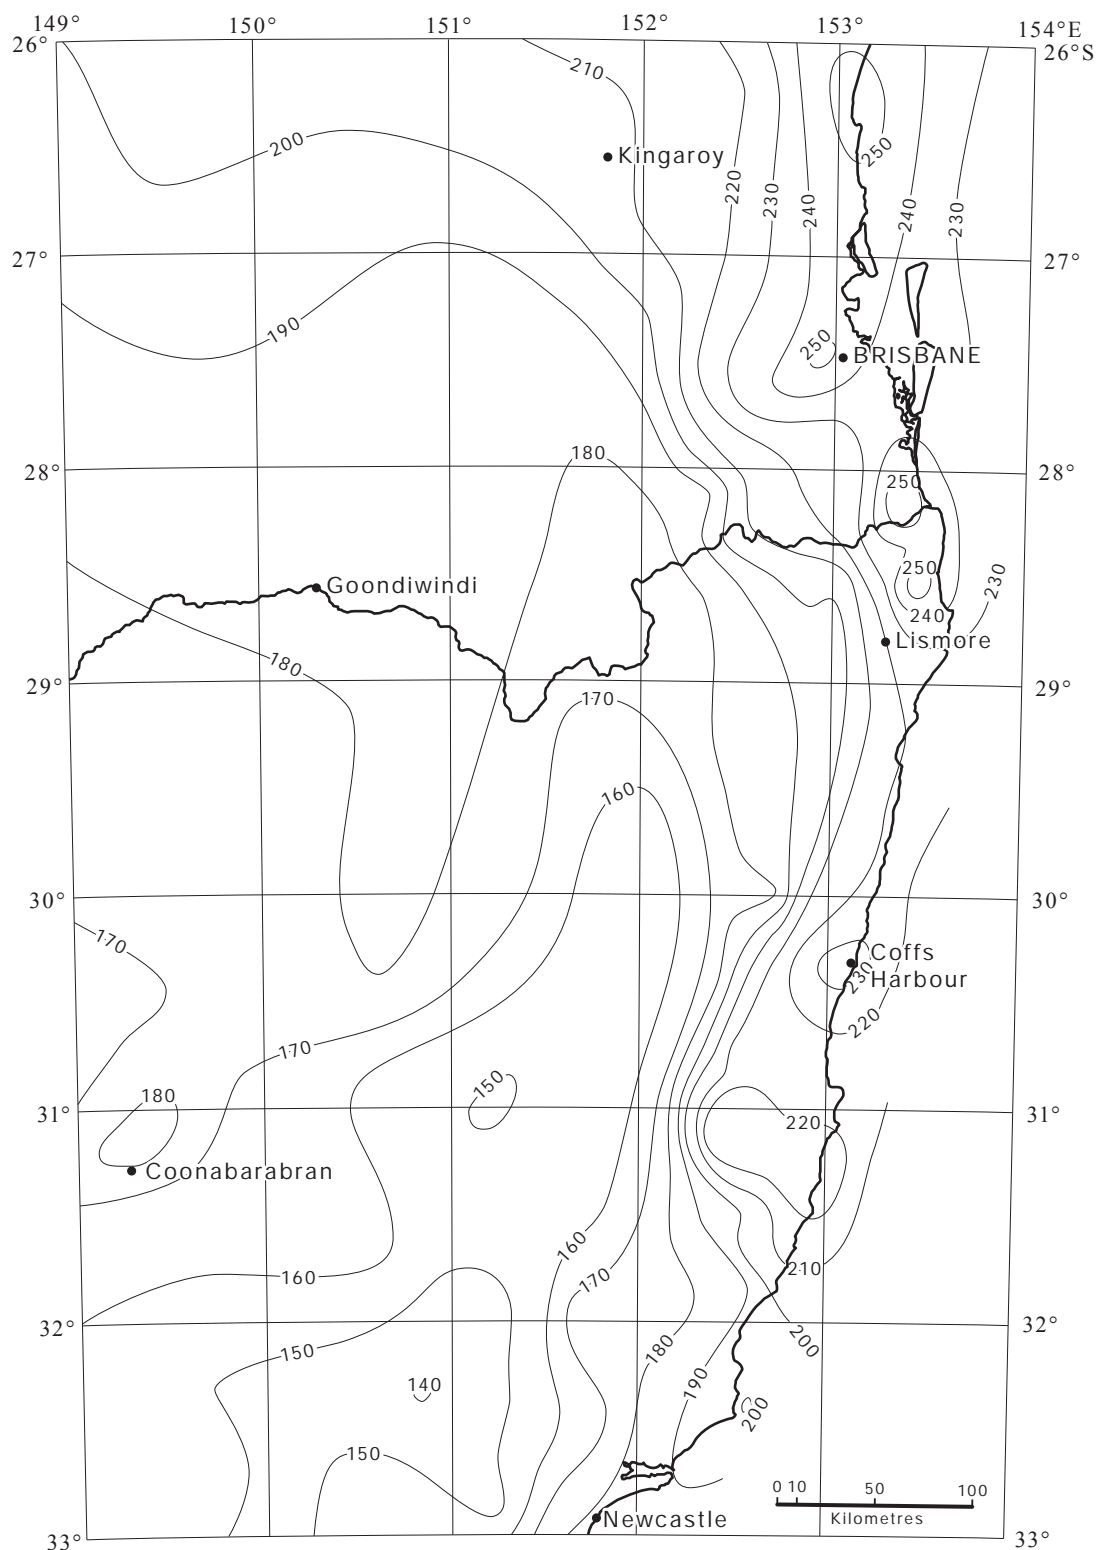 149° 150° 151° 152° 153° 154°E
26° 26°S
210
200
Kingaroy
250
220 230 240 240 230
27° 27°
190
250
BRISBANE
180
28° 28°
250
250
Goondiwindi
230
240
Lismore
180
29° 29°
170
160
30° 30°
170
Coffs
Harbour
230
220
170
150
180
31° 31°
220
Coonabarabran
160
160
170
210
32° 32°
200
150
180
190
140
200
150
0 10 50 100
Kilometres
Newcastle
33° 33°